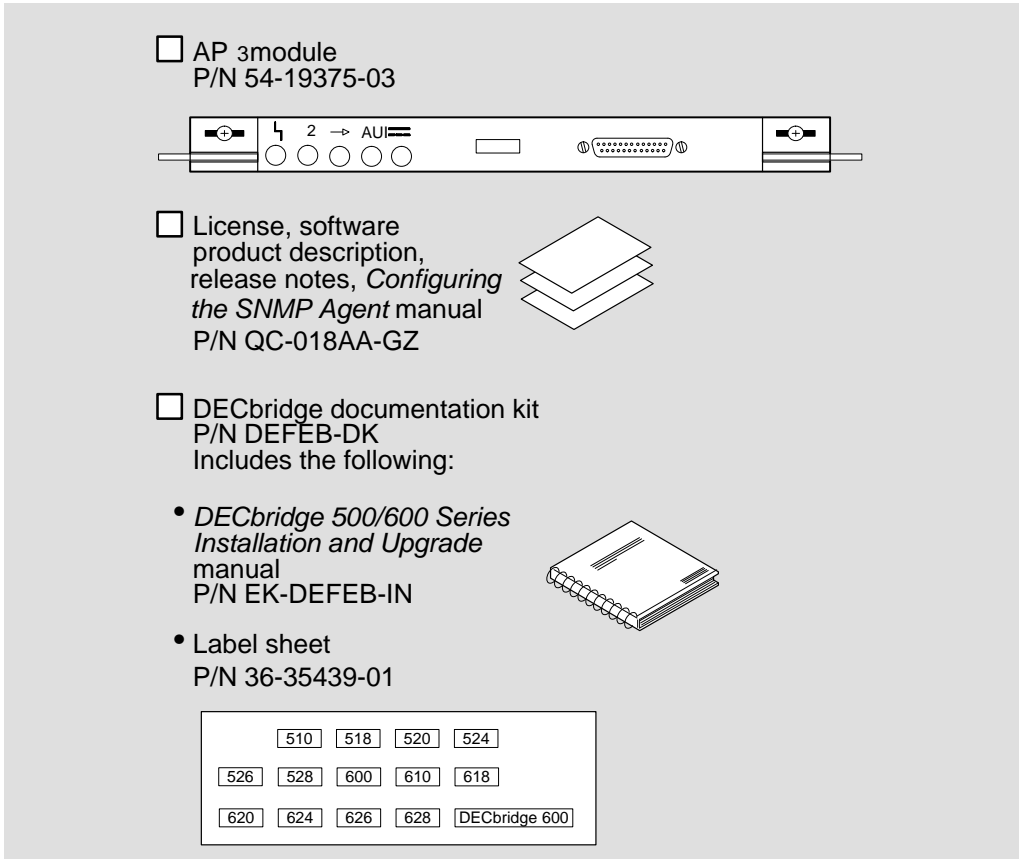 AP 3module
P/N 54-19375-03
2 → AUI
License, software
product description,
release notes, Configuring
the SNMP Agent manual
P/N QC-018AA-GZ
DECbridge documentation kit
P/N DEFEB-DK
Includes the following:
• DECbridge 500/600 Series
Installation and Upgrade
manual
P/N EK-DEFEB-IN
• Label sheet
P/N 36-35439-01
510 518 520 524
526 528 600 610 618
620 624 626 628 DECbridge 600